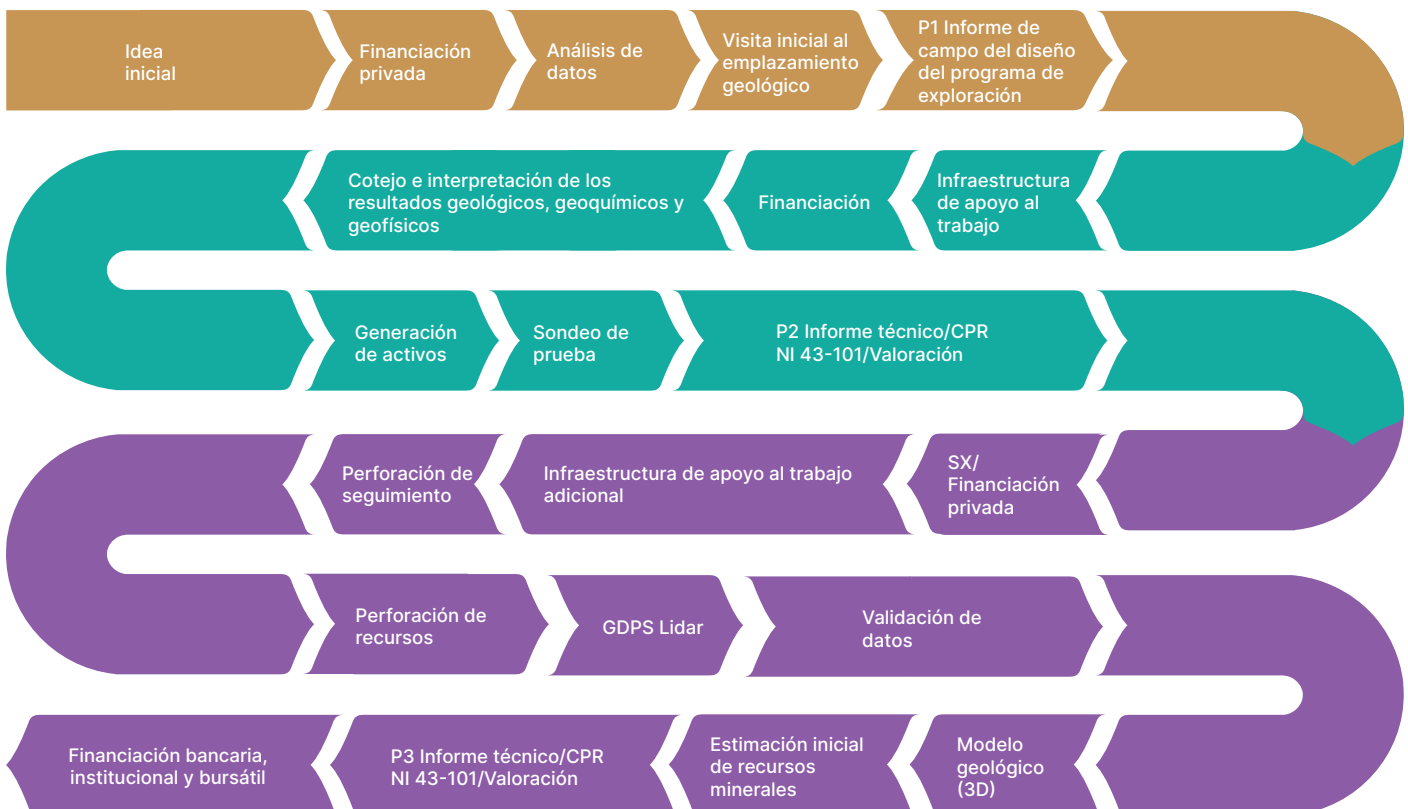 Idea
inicial
Financiación
privada
Análisis de
datos
Visita inicial al
emplazamiento
geológico
P1 Informe de
campo del diseño
del programa de
exploración
Infraestructura
de apoyo al
trabajo
Financiación
Cotejo e interpretación de los
resultados geológicos, geoquímicos y
geofísicos
Generación
de activos
Sondeo de
prueba
P2 Informe técnico/CPR
NI 43-101/Valoración
SX/
Financiación
privada
Infraestructura de apoyo al trabajo
adicional
Perforación de
seguimiento
Perforación de
recursos
GDPS Lidar
Validación de
datos
Modelo
geológico
(3D)
Estimación inicial
de recursos
minerales
P3 Informe técnico/CPR
NI 43-101/Valoración
Financiación bancaria,
institucional y bursátil